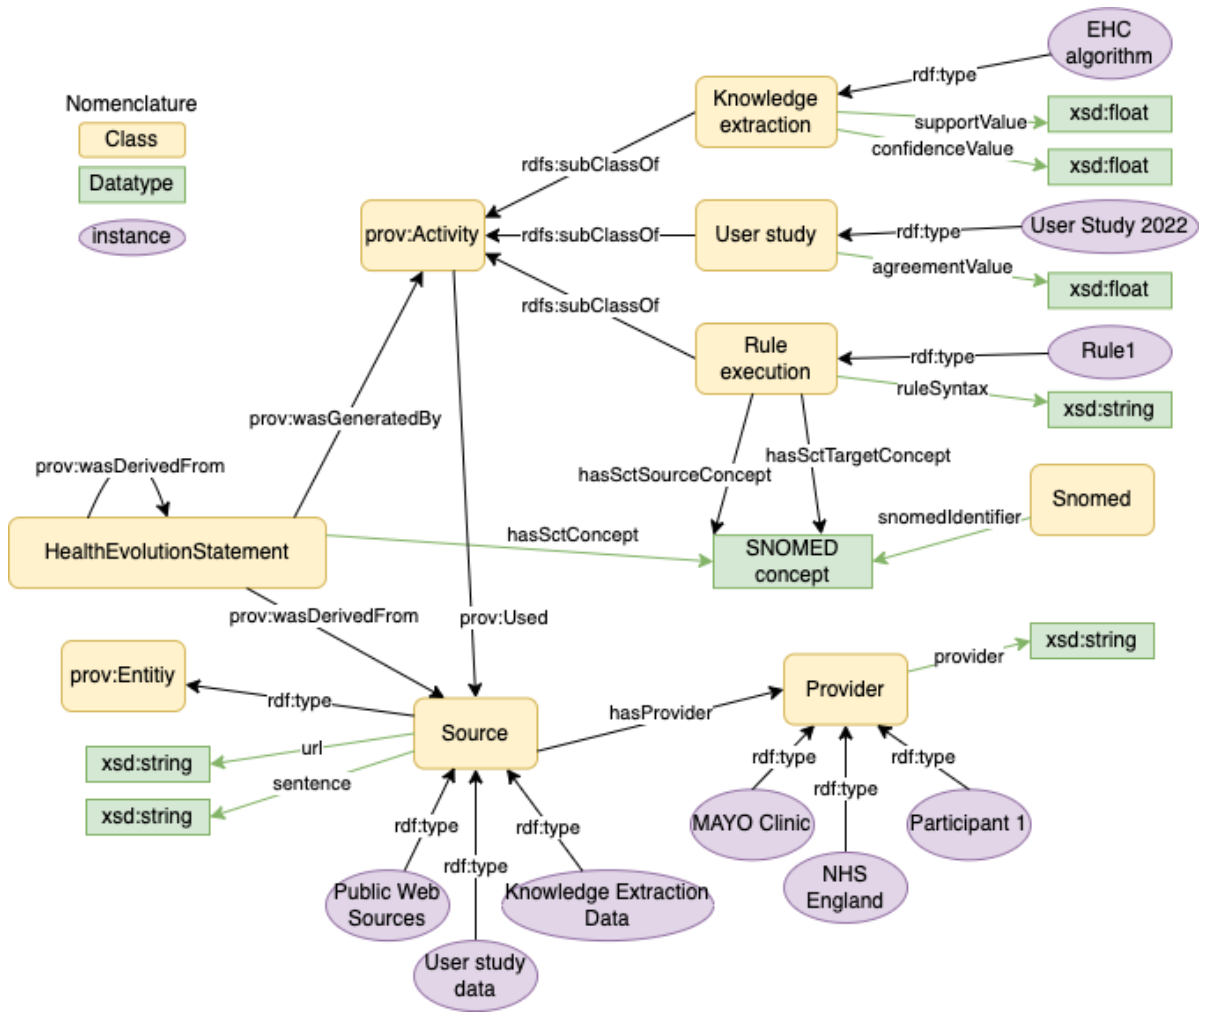 EHC
algorithm
rdf:type
Nomenclature
Class
Datatype
instance
Knowledge
extraction
supportValue
xsd:float
confidenceValue
xsd:float
rdfs:subClassOf
prov:Activity
rdfs:subClassOf
User study
rdf:type
User Study 2022
agreementValue
xsd:float
rdfs:subClassOf
Rule
execution
rdf:type
Rule1
ruleSyntax
xsd:string
prov:wasGeneratedBy
prov:wasDerivedFrom
hasSctSourceConcept
hasSctTargetConcept
Snomed
snomedIdentifier
HealthEvolutionStatement
hasSctConcept
SNOMED
concept
prov:wasDerivedFrom
prov:Used
prov:Entitiy
rdf:type
Source
url
xsd:string
sentence
xsd:string
hasProvider
Provider
provider
xsd:string
rdf:type
rdf:type
rdf:type
MAYO Clinic
NHS
England
Participant 1
rdf:type
rdf:type
rdf:type
Public Web
Sources
User study
data
Knowledge Extraction
Data